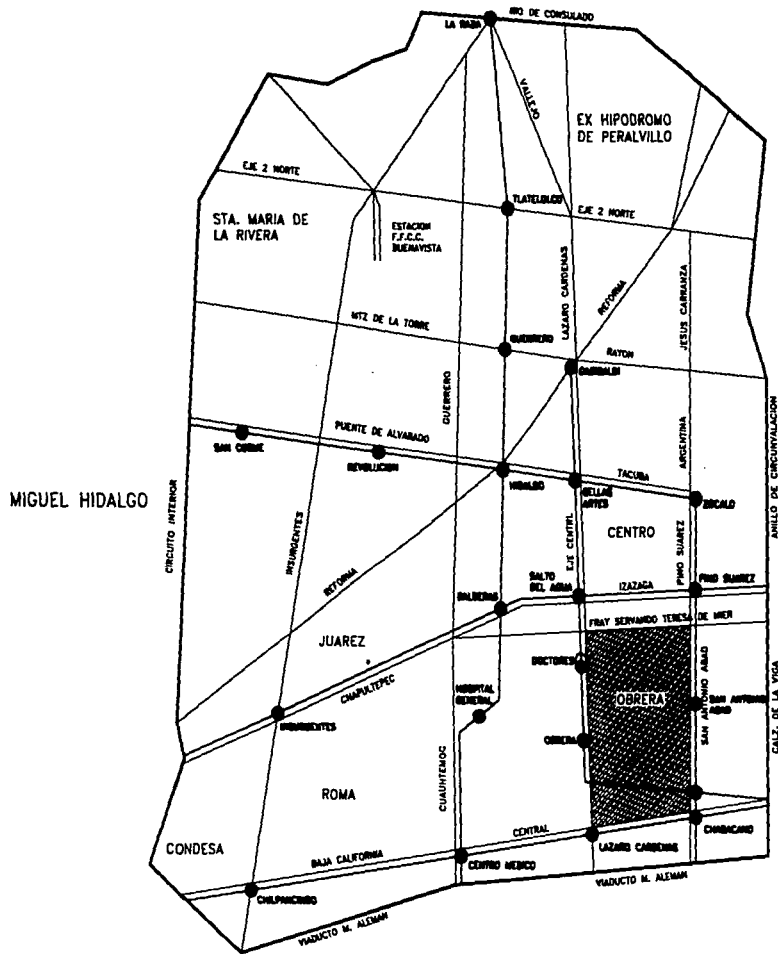 RIO DE CONSULADO
LA RAZA
VALLEJO
EX HIPODROMO
DE PERALVILLO
EJE 2 NORTE
TLATELOLCO
EJE 2 NORTE
STA. MARIA DE
LA RIVERA
ESTACION
F.F.C.C.
BUENAVISTA
LAZARO CARDENAS
REFORMA
JESUS CARRANZA
MTZ DE LA TORRE
GUERRERO
RAYON
GARIBALDI
GUERRERO
PUENTE DE ALVARADO
SAN COSME
REVOLUCION
ARGENTINA
ANILLO DE CIRCUNVALACION
TACUBA
HIDALGO
BELLAS
ARTES
ZOCALO
MIGUEL HIDALGO
CIRCUITO INTERIOR
INSURGENTES
CENTRO
EJE CENTRL
PINO SUAREZ
REFORMA
SALTO
DEL AGUA
IZAZAGA
PINO SUAREZ
BALDERAS
FRAY SERVANDO TERESA DE MIER
JUAREZ
CHAPULTEPEC
DOCTORES
HOSPITAL
GENERAL
OBRERA
SAN ANTONIO ABAD
SAN ANTONIO
ABAD
CALZ. DE LA VIGA
INSURGENTES
OBRERA
CUAUHTEMOC
ROMA
CONDESA
BAJA CALIFORNIA
CENTRAL
CHABACANO
LAZARO CARDENAS
CENTRO MEDICO
CHILPANCINGO
VIADUCTO M. ALEMAN
VIADUCTO M. ALEMAN